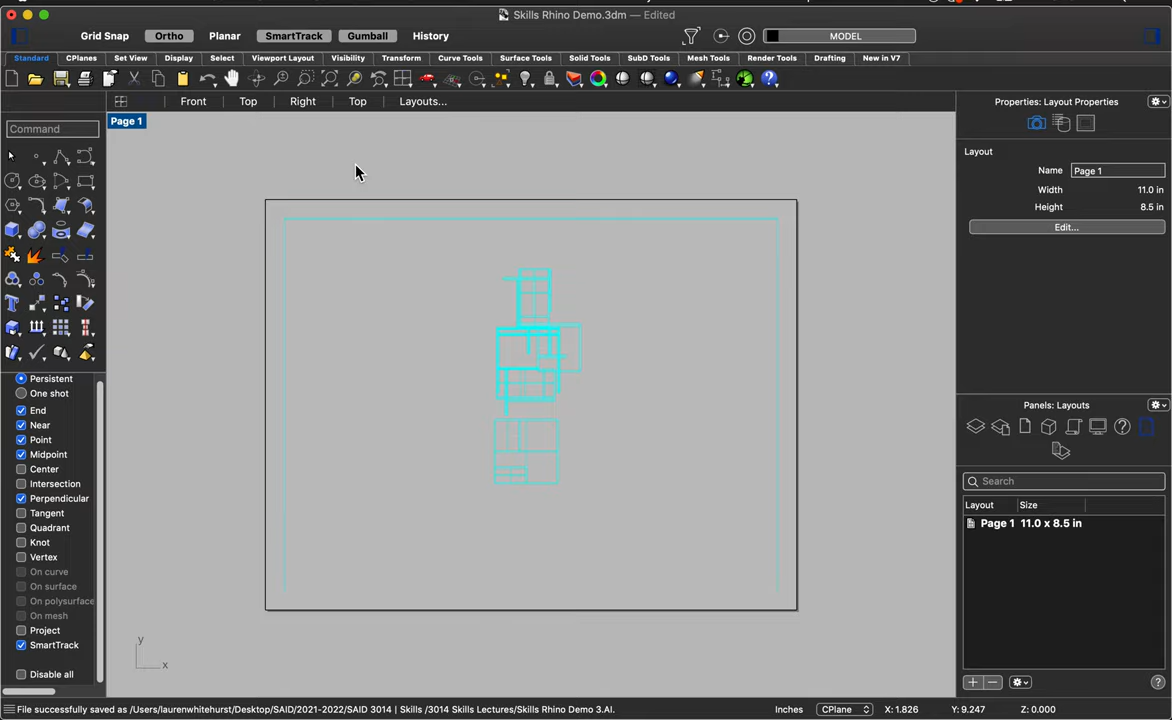 Skills Rhino Demo.3dm — Edited
Grid Snap Ortho Planar SmartTrack Gumball History MODEL
Standard CPlanes Set View Display Select Viewport Layout Visibility Transform Curve Tools Surface Tools Solid Tools SubD Tools Mesh Tools Render Tools Drafting New in V7
Front Top Right Top Layouts...
Properties: Layout Properties
Page 1
Command
Layout
Name Page 1
Width 11.0 in
Height 8.5 in
Edit...
Persistent
One shot
End
Near
Point
Midpoint
Center
Intersection
Perpendicular
Tangent
Quadrant
Knot
Vertex
On curve
On surface
On polysurface
On mesh
Project
SmartTrack
Disable all
y
x
Panels: Layouts
Search
Layout Size
Page 1 11.0 x 8.5 in
File successfully saved as /Users/laurenwhitehurst/Desktop/SAID/2021-2022/SAID 3014 | Skills /3014 Skills Lectures/Skills Rhino Demo 3.AI.
Inches CPlane X: 1.826 Y: 9.247 Z: 0.000